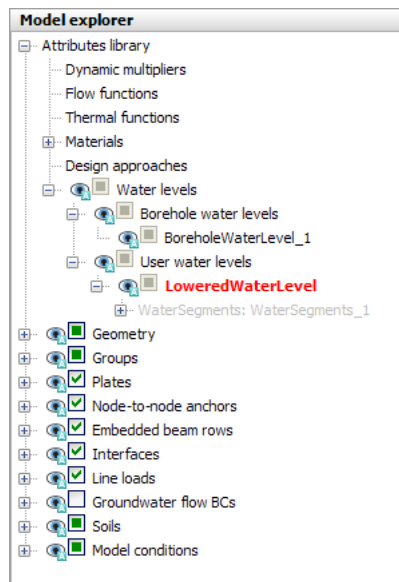 Model explorer
Attributes library
Dynamic multipliers
Flow functions
Thermal functions
Materials
Design approaches
Water levels
Borehole water levels
BoreholeWaterLevel_1
User water levels
LoweredWaterLevel
WaterSegments: WaterSegments_1
Geometry
Groups
Plates
Node-to-node anchors
Embedded beam rows
Interfaces
Line loads
Groundwater flow BCs
Soils
Model conditions